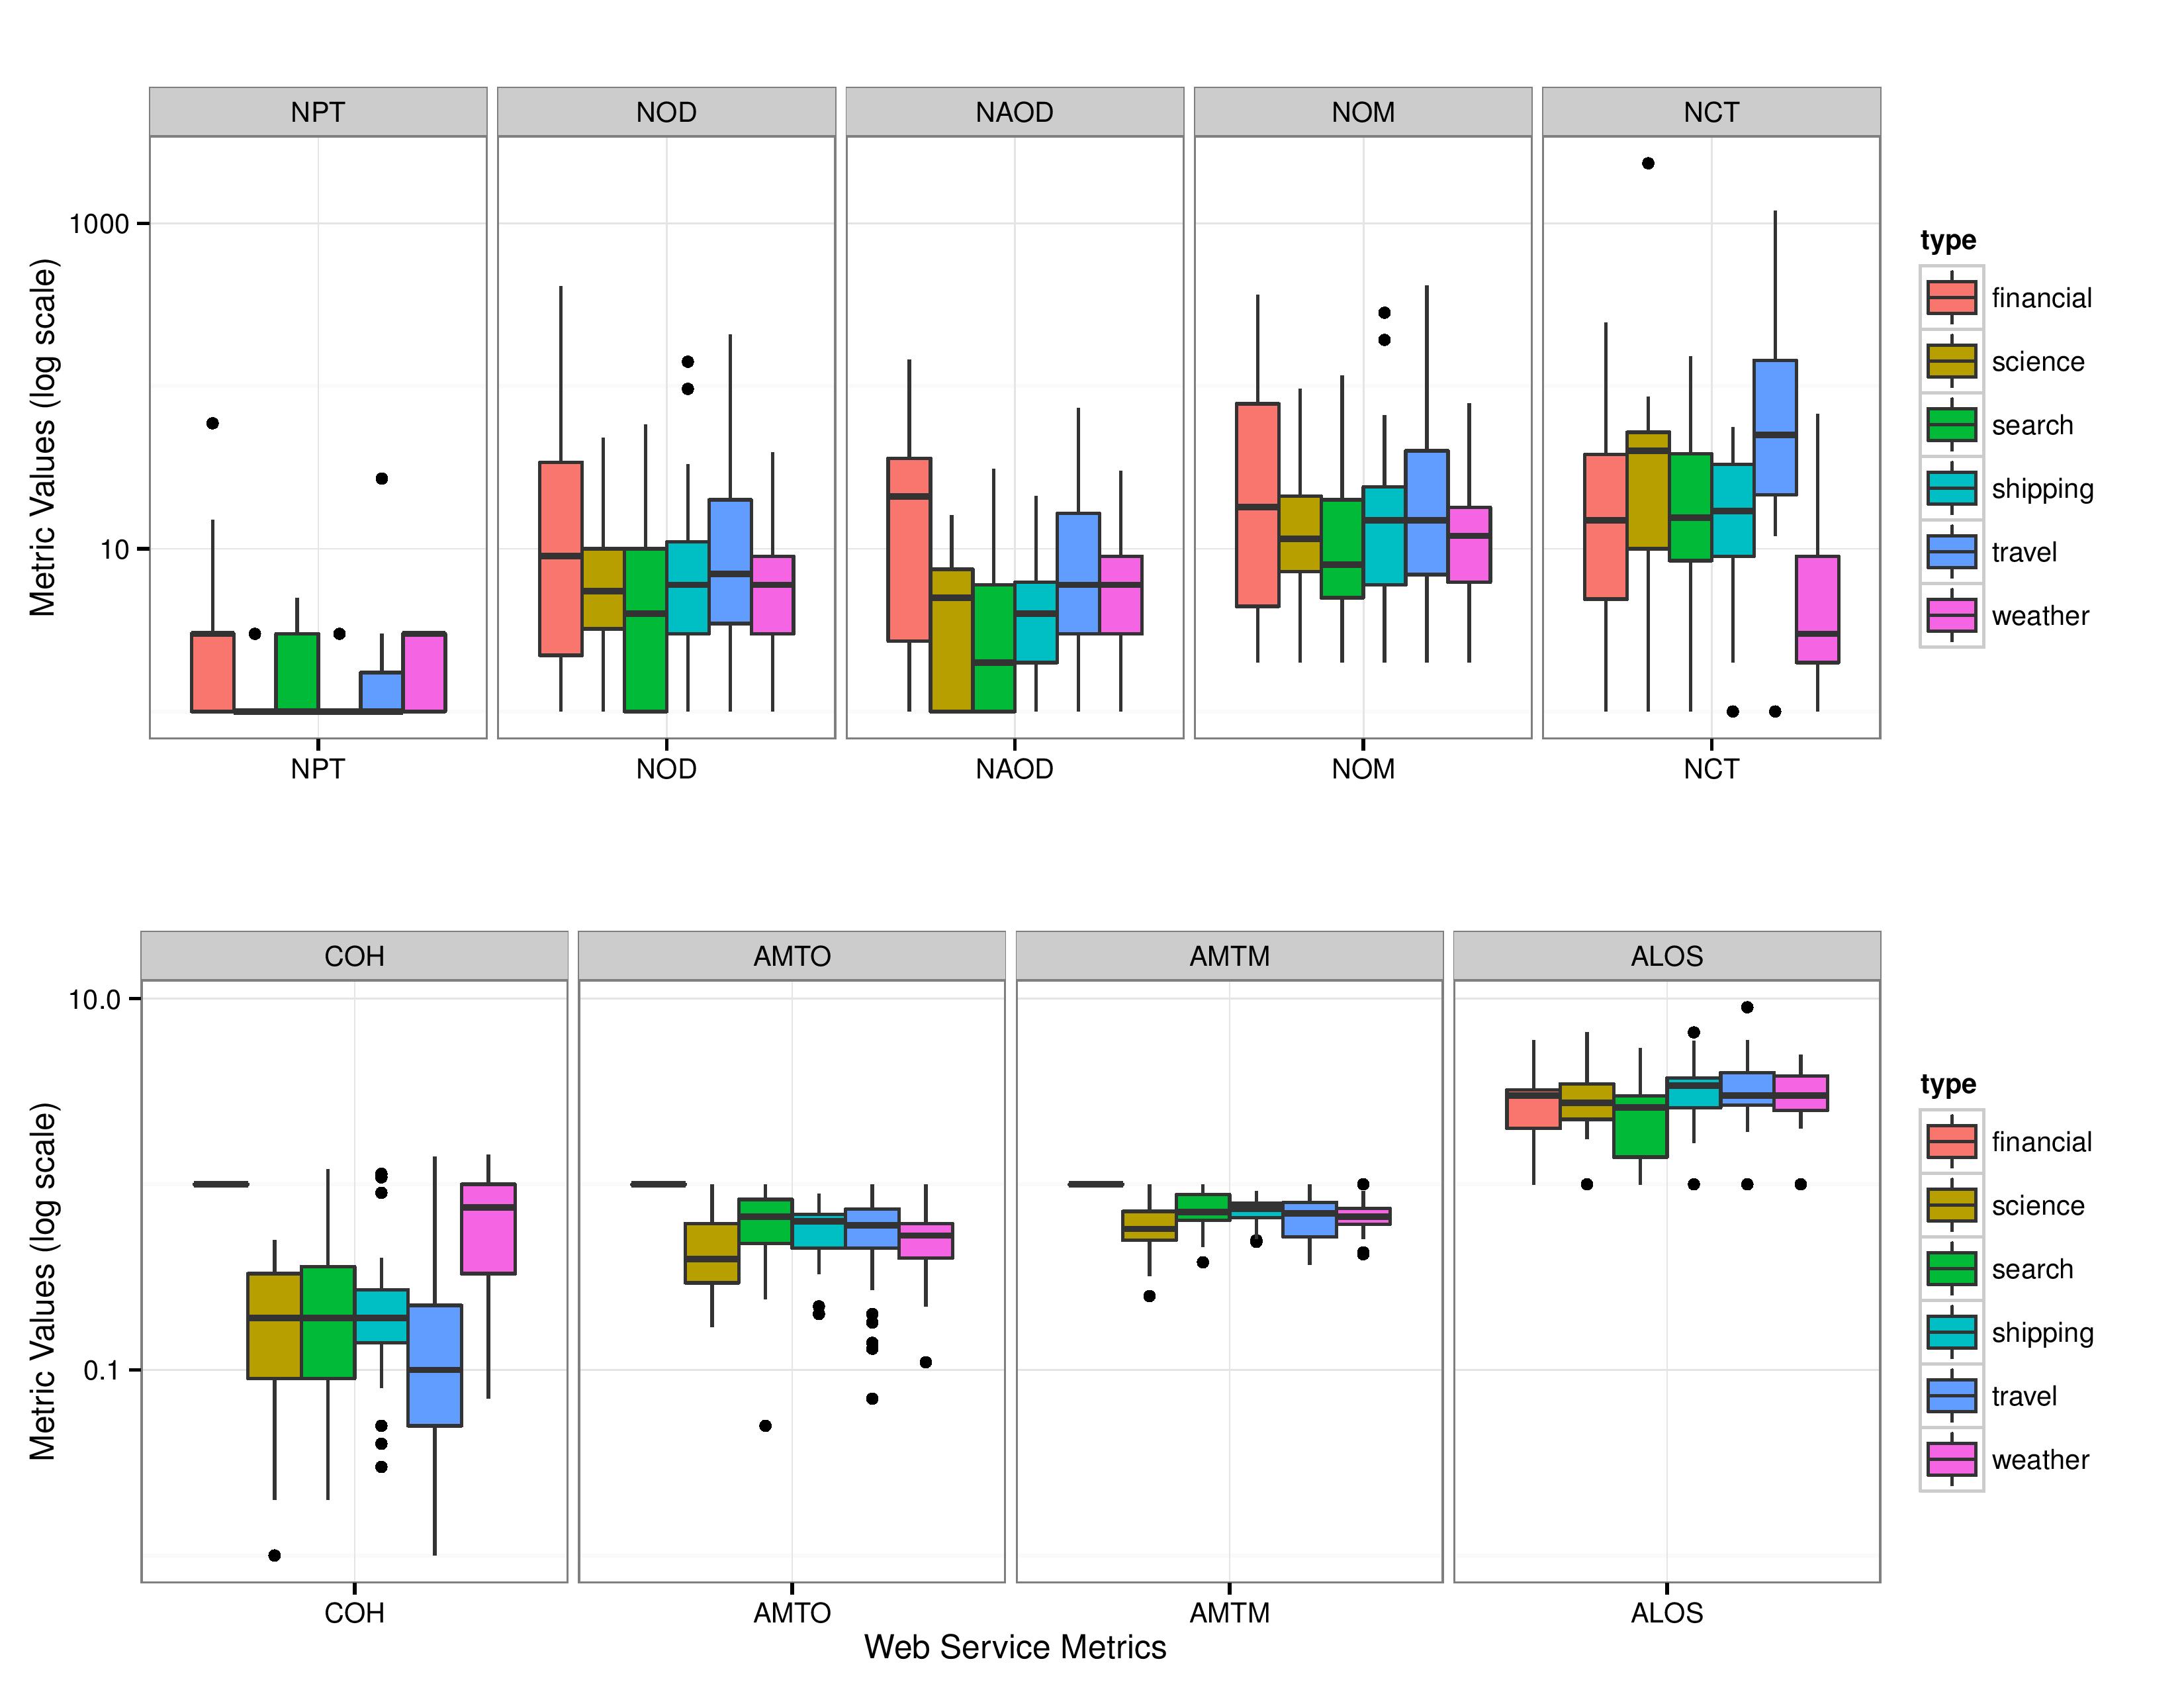 NPT NOD NAOD NOM NCT
Metric Values (log scale)
1000
10
NPT NOD NAOD NOM NCT
type
financial
science
search
shipping
travel
weather
COH AMTO AMTM ALOS
Metric Values (log scale)
10.0
0.1
COH AMTO AMTM ALOS
Web Service Metrics
type
financial
science
search
shipping
travel
weather